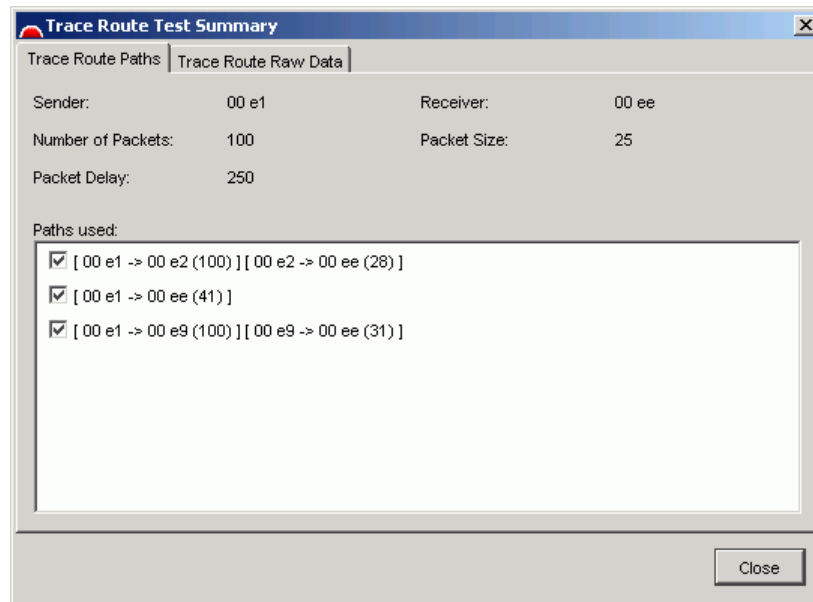 Trace Route Test Summary
Trace Route Paths Trace Route Raw Data
Sender: 00 e1 Receiver: 00 ee
Number of Packets: 100 Packet Size: 25
Packet Delay: 250
Paths used:
[ 00 e1 -> 00 e2 (100) ] [ 00 e2 -> 00 ee (28) ]
[ 00 e1 -> 00 ee (41) ]
[ 00 e1 -> 00 e9 (100) ] [ 00 e9 -> 00 ee (31) ]
Close